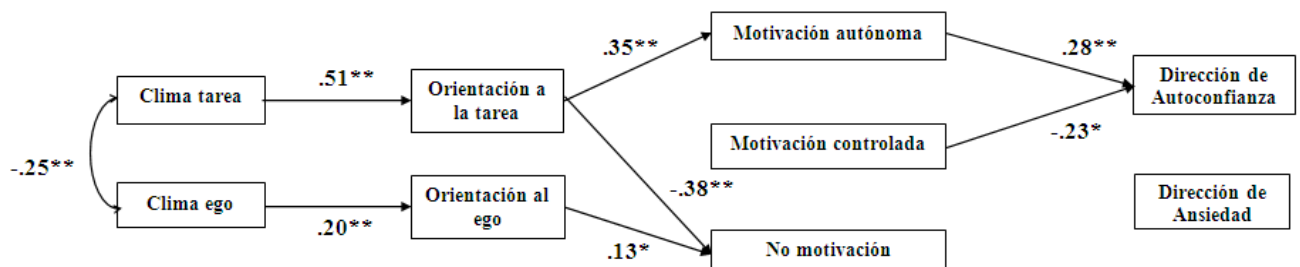 .35**
Motivación autónoma
.28**
.51**
Clima tarea
Orientación a
la tarea
Dirección de
Autoconfianza
Motivación controlada
-.23*
-.25**
-.38**
Clima ego
Orientación al
ego
Dirección de
Ansiedad
.20**
.13*
No motivación